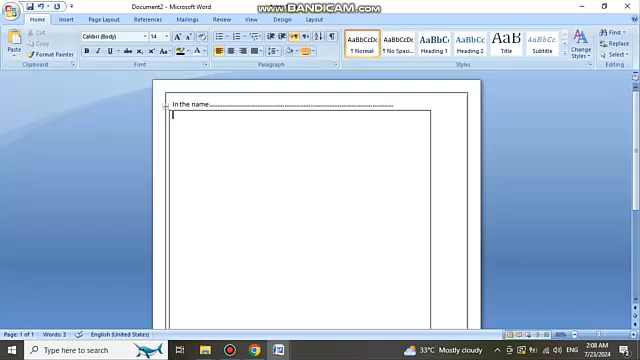 Document2 - Microsoft Word
www.BANDICAM.com
Home Insert Page Layout References Mailings Review View Design Layout
Paste
Cut
Copy
Format Painter
Clipboard
Calibri (Body) 14
Font
Paragraph
AaBbCcDc AaBbCcDc AaBbCc AaBbCc AaB AaBbCc.
¶ Normal ¶ No Spaci... Heading 1 Heading 2 Title Subtitle
Change Styles
Styles
Find
Replace
Select
Editing
In the name
Page: 1 of 1 Words: 3 English (United States) 80%
Type here to search
33°C Mostly cloudy
ENG
2:08 AM
7/23/2024